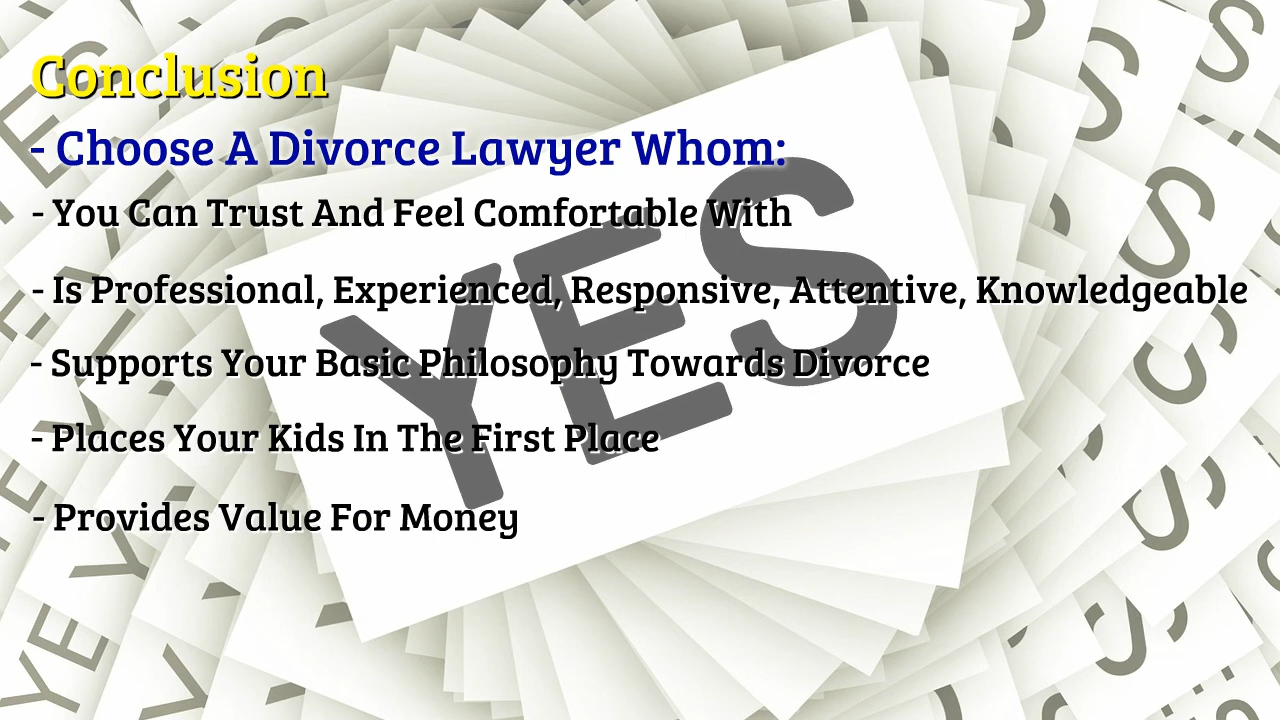 Conclusion
- Choose A Divorce Lawyer Whom:
- You Can Trust And Feel Comfortable With
- Is Professional, Experienced, Responsive, Attentive, Knowledgeable
- Supports Your Basic Philosophy Towards Divorce
- Places Your Kids In The First Place
- Provides Value For Money
YES